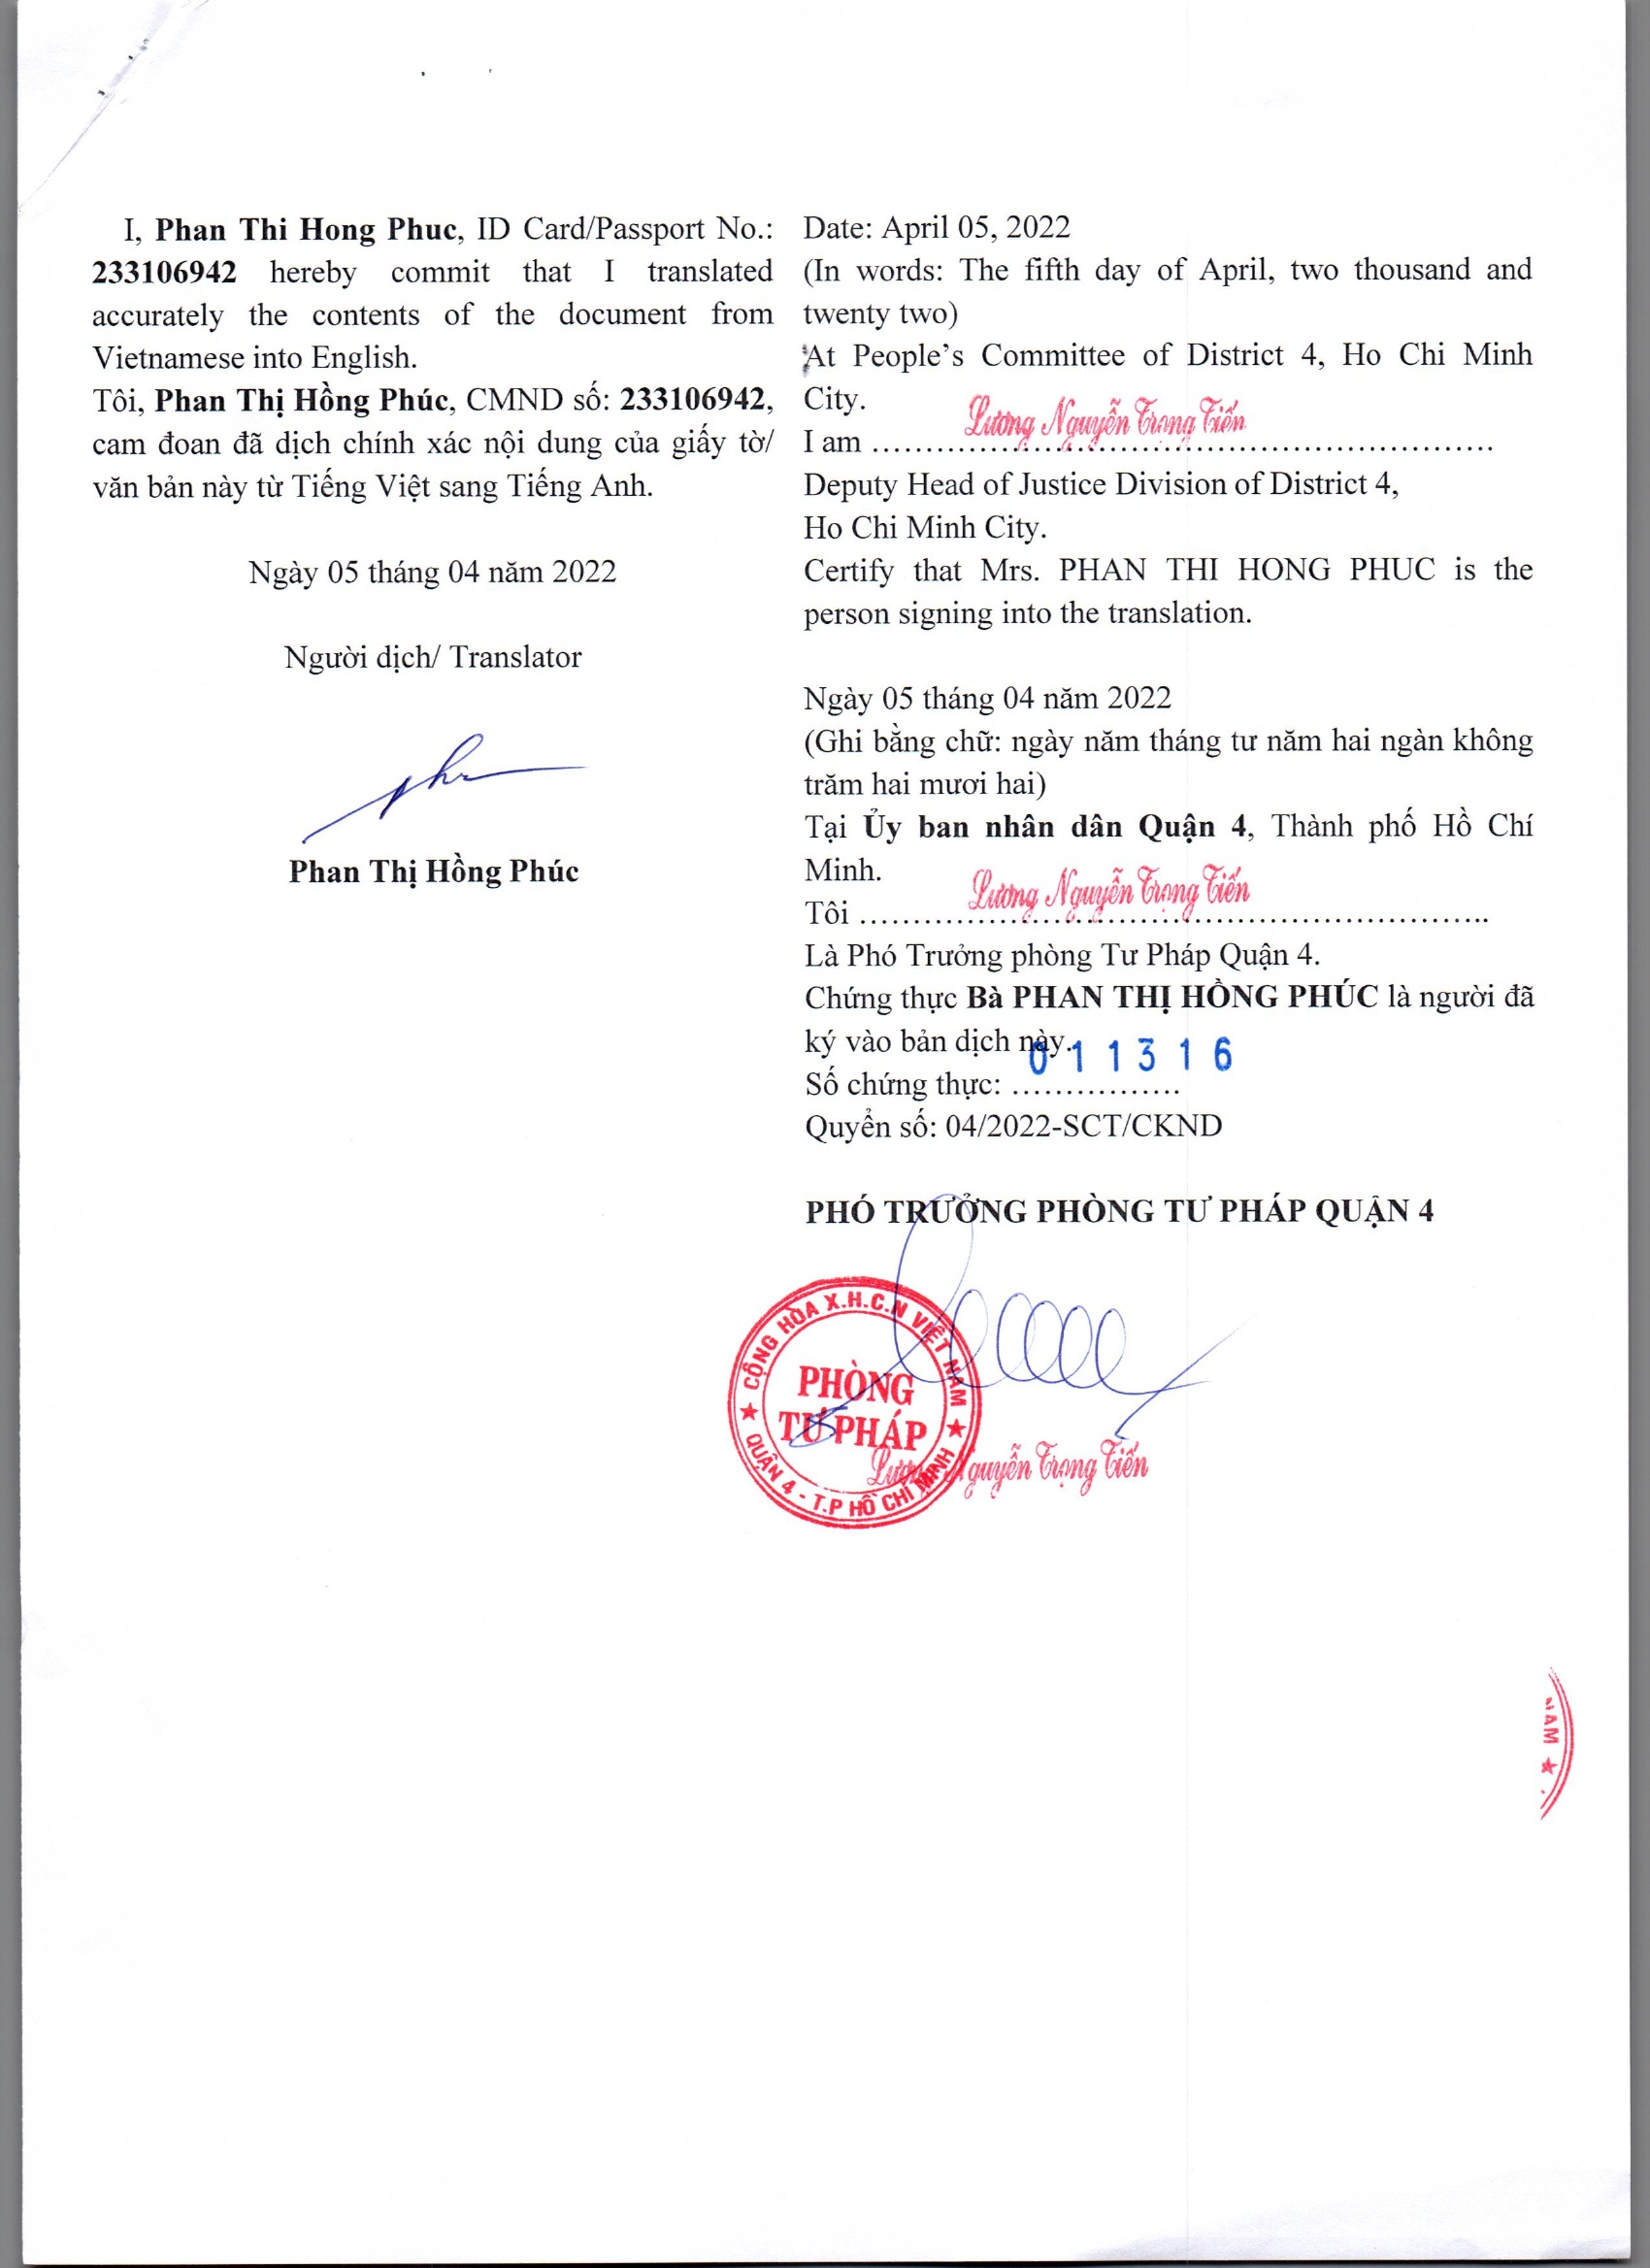 I, Phan Thi Hong Phuc, ID Card/Passport No.:
233106942 hereby commit that I translated
accurately the contents of the document from
Vietnamese into English.
Tôi, Phan Thị Hồng Phúc, CMND số: 233106942,
cam đoan đã dịch chính xác nội dung của giấy tờ/
văn bản này từ Tiếng Việt sang Tiếng Anh.
Ngày 05 tháng 04 năm 2022
Người dịch/ Translator
Phan Thị Hồng Phúc
Date: April 05, 2022
(In words: The fifth day of April, two thousand and
twenty two)
At People's Committee of District 4, Ho Chi Minh
City.
I am Lương Nguyễn Trọng Tiến
Deputy Head of Justice Division of District 4,
Ho Chi Minh City.
Certify that Mrs. PHAN THI HONG PHUC is the
person signing into the translation.
Ngày 05 tháng 04 năm 2022
(Ghi bằng chữ: ngày năm tháng tư năm hai ngàn không
trăm hai mươi hai)
Tại Ủy ban nhân dân Quận 4, Thành phố Hồ Chí
Minh.
Tôi Lương Nguyễn Trọng Tiến
Là Phó Trưởng phòng Tư Pháp Quận 4.
Chứng thực Bà PHAN THỊ HỒNG PHÚC là người đã
ký vào bản dịch này.
Số chứng thực: 011316
Quyển số: 04/2022-SCT/CKND
PHÓ TRƯỞNG PHÒNG TƯ PHÁP QUẬN 4
CỘNG HÒA X.H.C.N VIỆT NAM
PHÒNG
TƯ PHÁP
QUẬN 4 - T.P HỒ CHÍ MINH
Lương Nguyễn Trọng Tiến
NAM